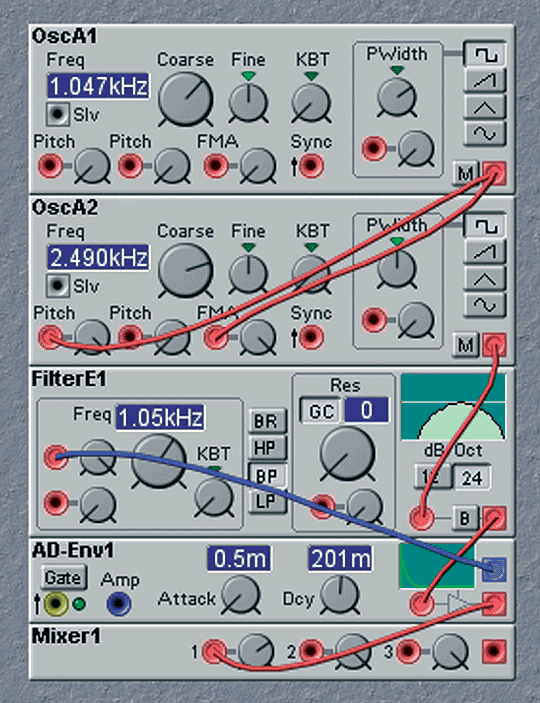 OscA1
Freq Coarse Fine KBT PWidth
1.047kHz
Slv
Pitch Pitch FMA Sync
M
OscA2
Freq Coarse Fine KBT PWidth
2.490kHz
Slv
Pitch Pitch FMA Sync
M
FilterE1
Res
Freq 1.05kHz GC 0
BR
HP
KBT BP
LP
dB Oct
12 24
B
AD-Env1
0.5m 201m
Gate Amp
Attack Dcy
Mixer1
1 2 3